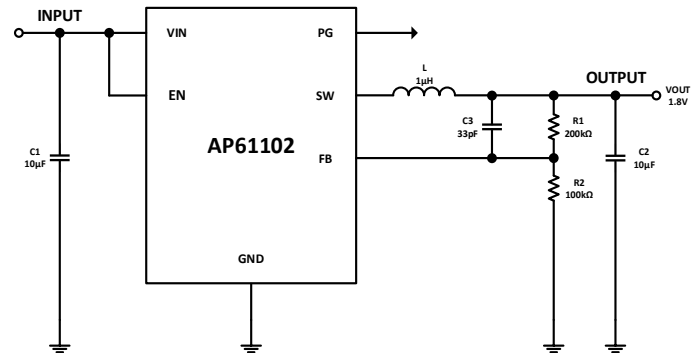 INPUT
VIN
PG
L
1µH
OUTPUT
VOUT
1.8V
EN
SW
C3
33pF
R1
200kΩ
AP61102
FB
C1
10µF
C2
10µF
R2
100kΩ
GND